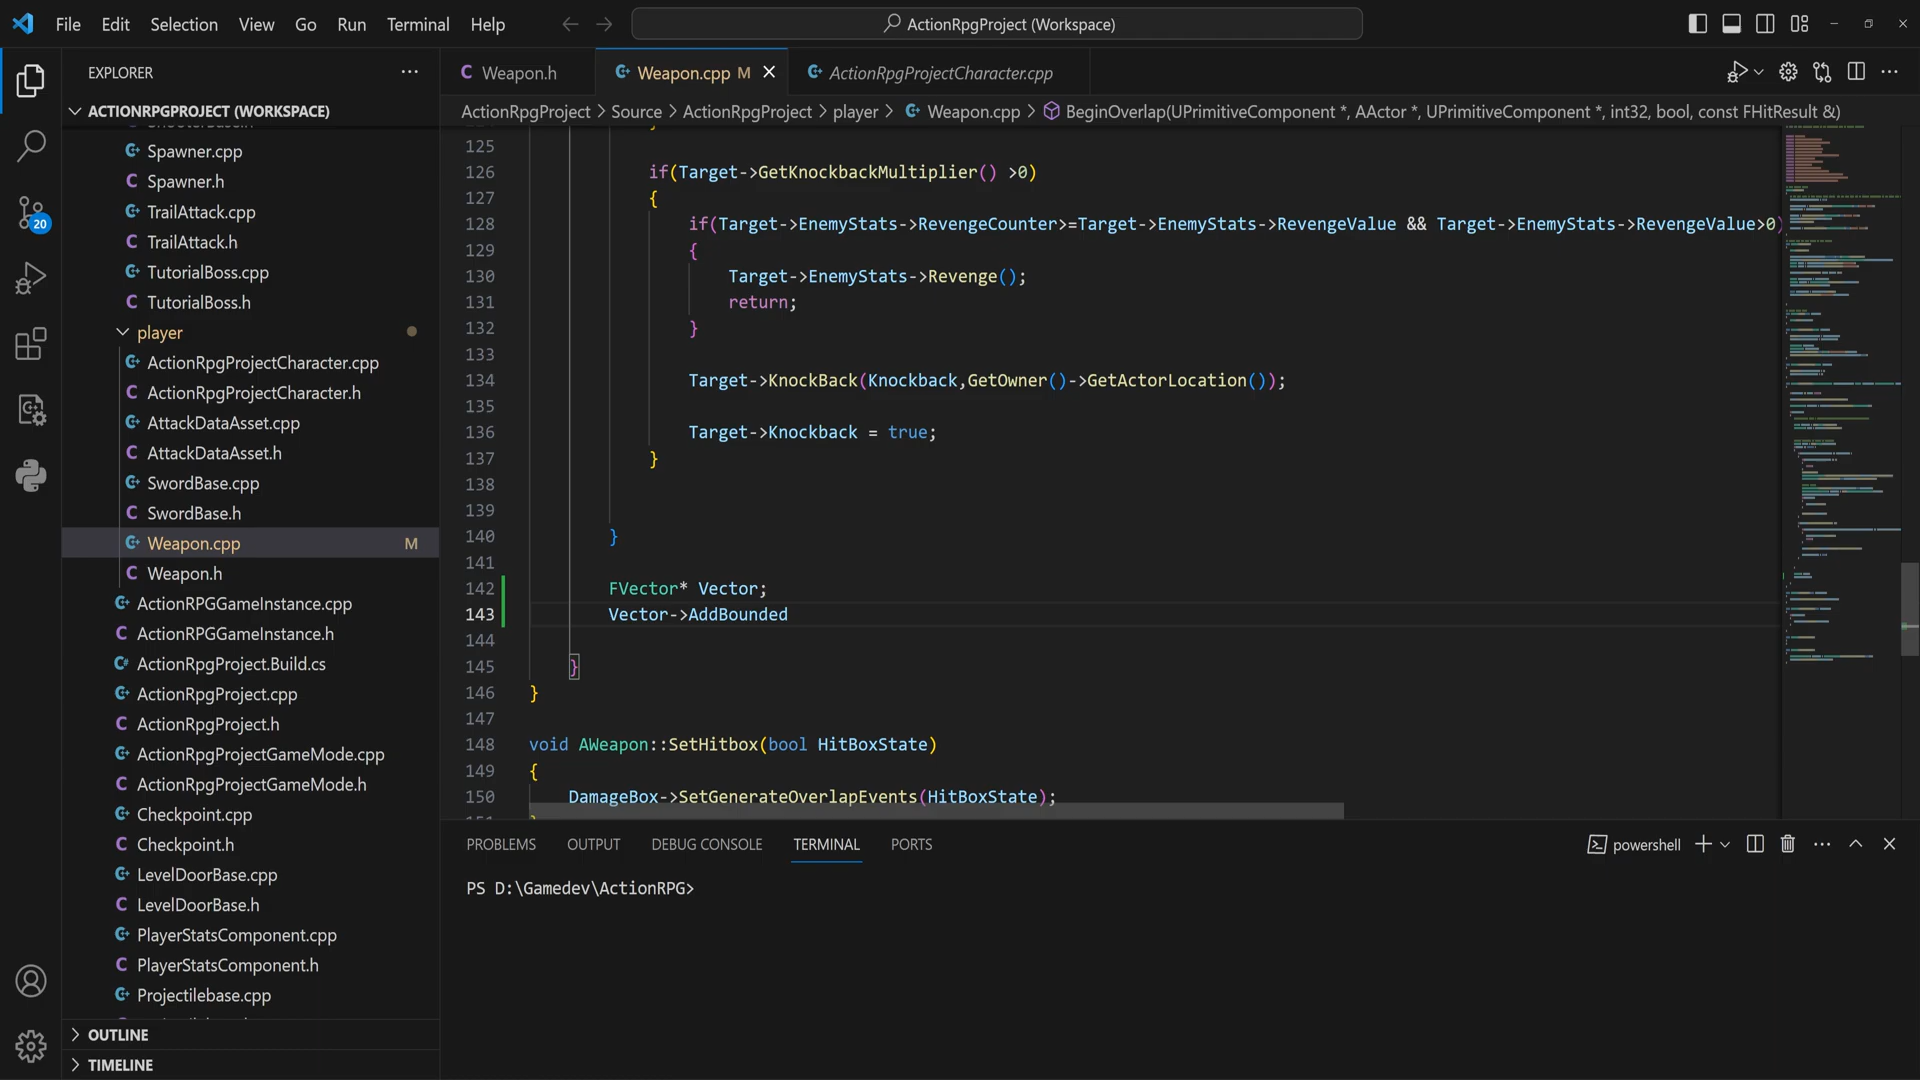 File Edit Selection View Go Run Terminal Help
ActionRpgProject (Workspace)
EXPLORER
ACTIONRPGPROJECT (WORKSPACE)
Spawner.cpp
Spawner.h
TrailAttack.cpp
TrailAttack.h
TutorialBoss.cpp
TutorialBoss.h
player
ActionRpgProjectCharacter.cpp
ActionRpgProjectCharacter.h
AttackDataAsset.cpp
AttackDataAsset.h
SwordBase.cpp
SwordBase.h
Weapon.cpp M
Weapon.h
ActionRPGGameInstance.cpp
ActionRPGGameInstance.h
ActionRpgProject.Build.cs
ActionRpgProject.cpp
ActionRpgProject.h
ActionRpgProjectGameMode.cpp
ActionRpgProjectGameMode.h
Checkpoint.cpp
Checkpoint.h
LevelDoorBase.cpp
LevelDoorBase.h
PlayerStatsComponent.cpp
PlayerStatsComponent.h
Projectilebase.cpp
OUTLINE
TIMELINE
20
Weapon.h Weapon.cpp M ActionRpgProjectCharacter.cpp
ActionRpgProject > Source > ActionRpgProject > player > Weapon.cpp > BeginOverlap(UPrimitiveComponent *, AActor *, UPrimitiveComponent *, int32, bool, const FHitResult &)
125
126 if(Target->GetKnockbackMultiplier() >0)
127 {
128 if(Target->EnemyStats->RevengeCounter>=Target->EnemyStats->RevengeValue && Target->EnemyStats->RevengeValue>0)
129 {
130 Target->EnemyStats->Revenge();
131 return;
132 }
133
134 Target->KnockBack(Knockback,GetOwner()->GetActorLocation());
135
136 Target->Knockback = true;
137 }
138
139
140 }
141
142 FVector* Vector;
143 Vector->AddBounded
144
145 }
146 }
147
148 void AWeapon::SetHitbox(bool HitBoxState)
149 {
150 DamageBox->SetGenerateOverlapEvents(HitBoxState);
PROBLEMS OUTPUT DEBUG CONSOLE TERMINAL PORTS
powershell
PS D:\Gamedev\ActionRPG>